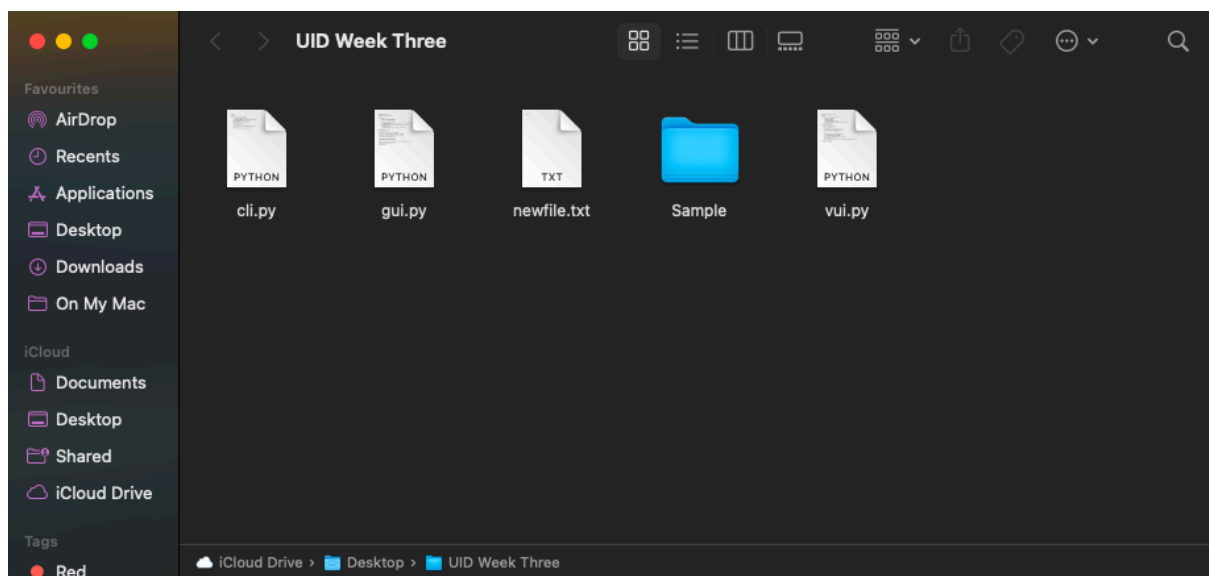 UID Week Three
Favourites
AirDrop
Recents
Applications
Desktop
Downloads
On My Mac
iCloud
Documents
Desktop
Shared
iCloud Drive
Tags
Red
PYTHON
cli.py
PYTHON
gui.py
TXT
newfile.txt
Sample
PYTHON
vui.py
iCloud Drive › Desktop › UID Week Three